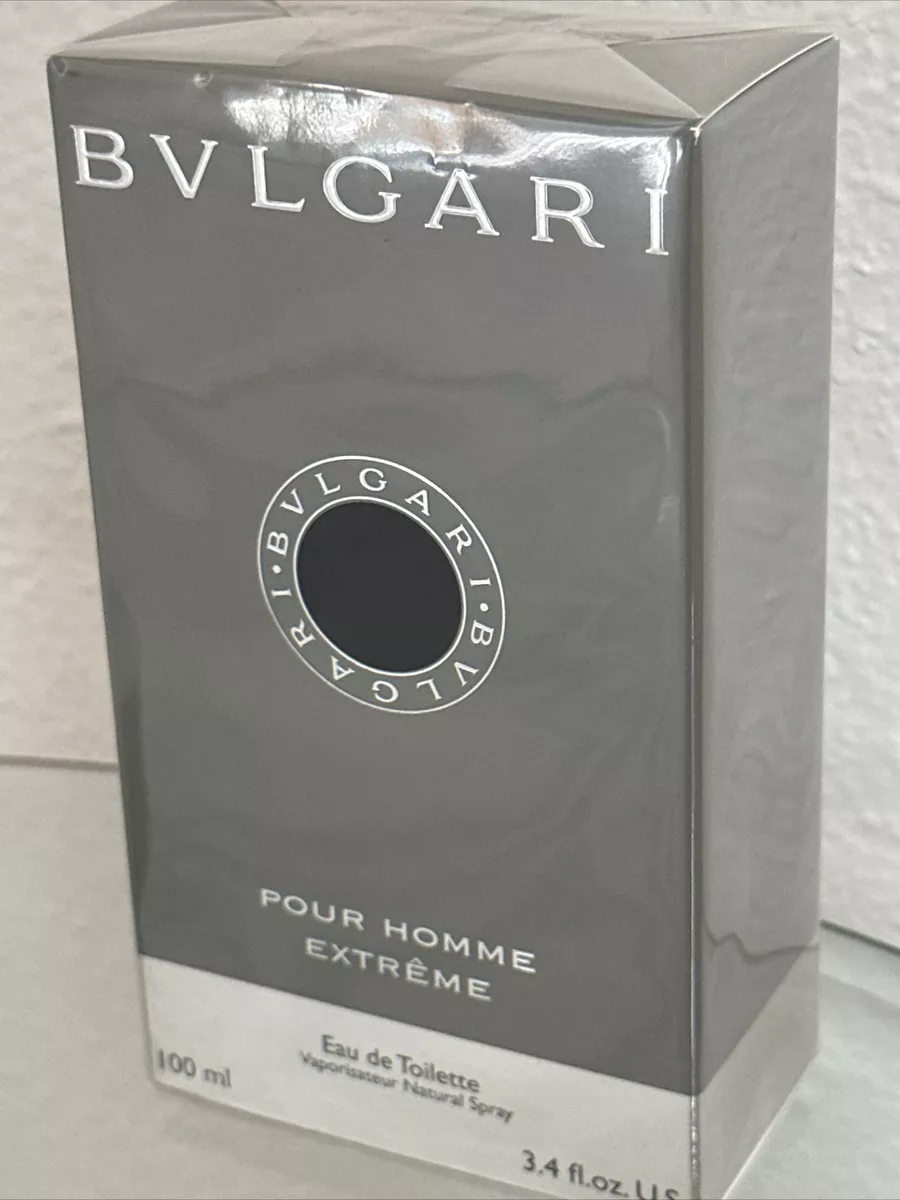 BVLGARI
BVLGARI · BVLGARI ·
POUR HOMME
EXTRÊME
Eau de Toilette
Vaporisateur Natural Spray
100 ml
3.4 fl.oz. U.S